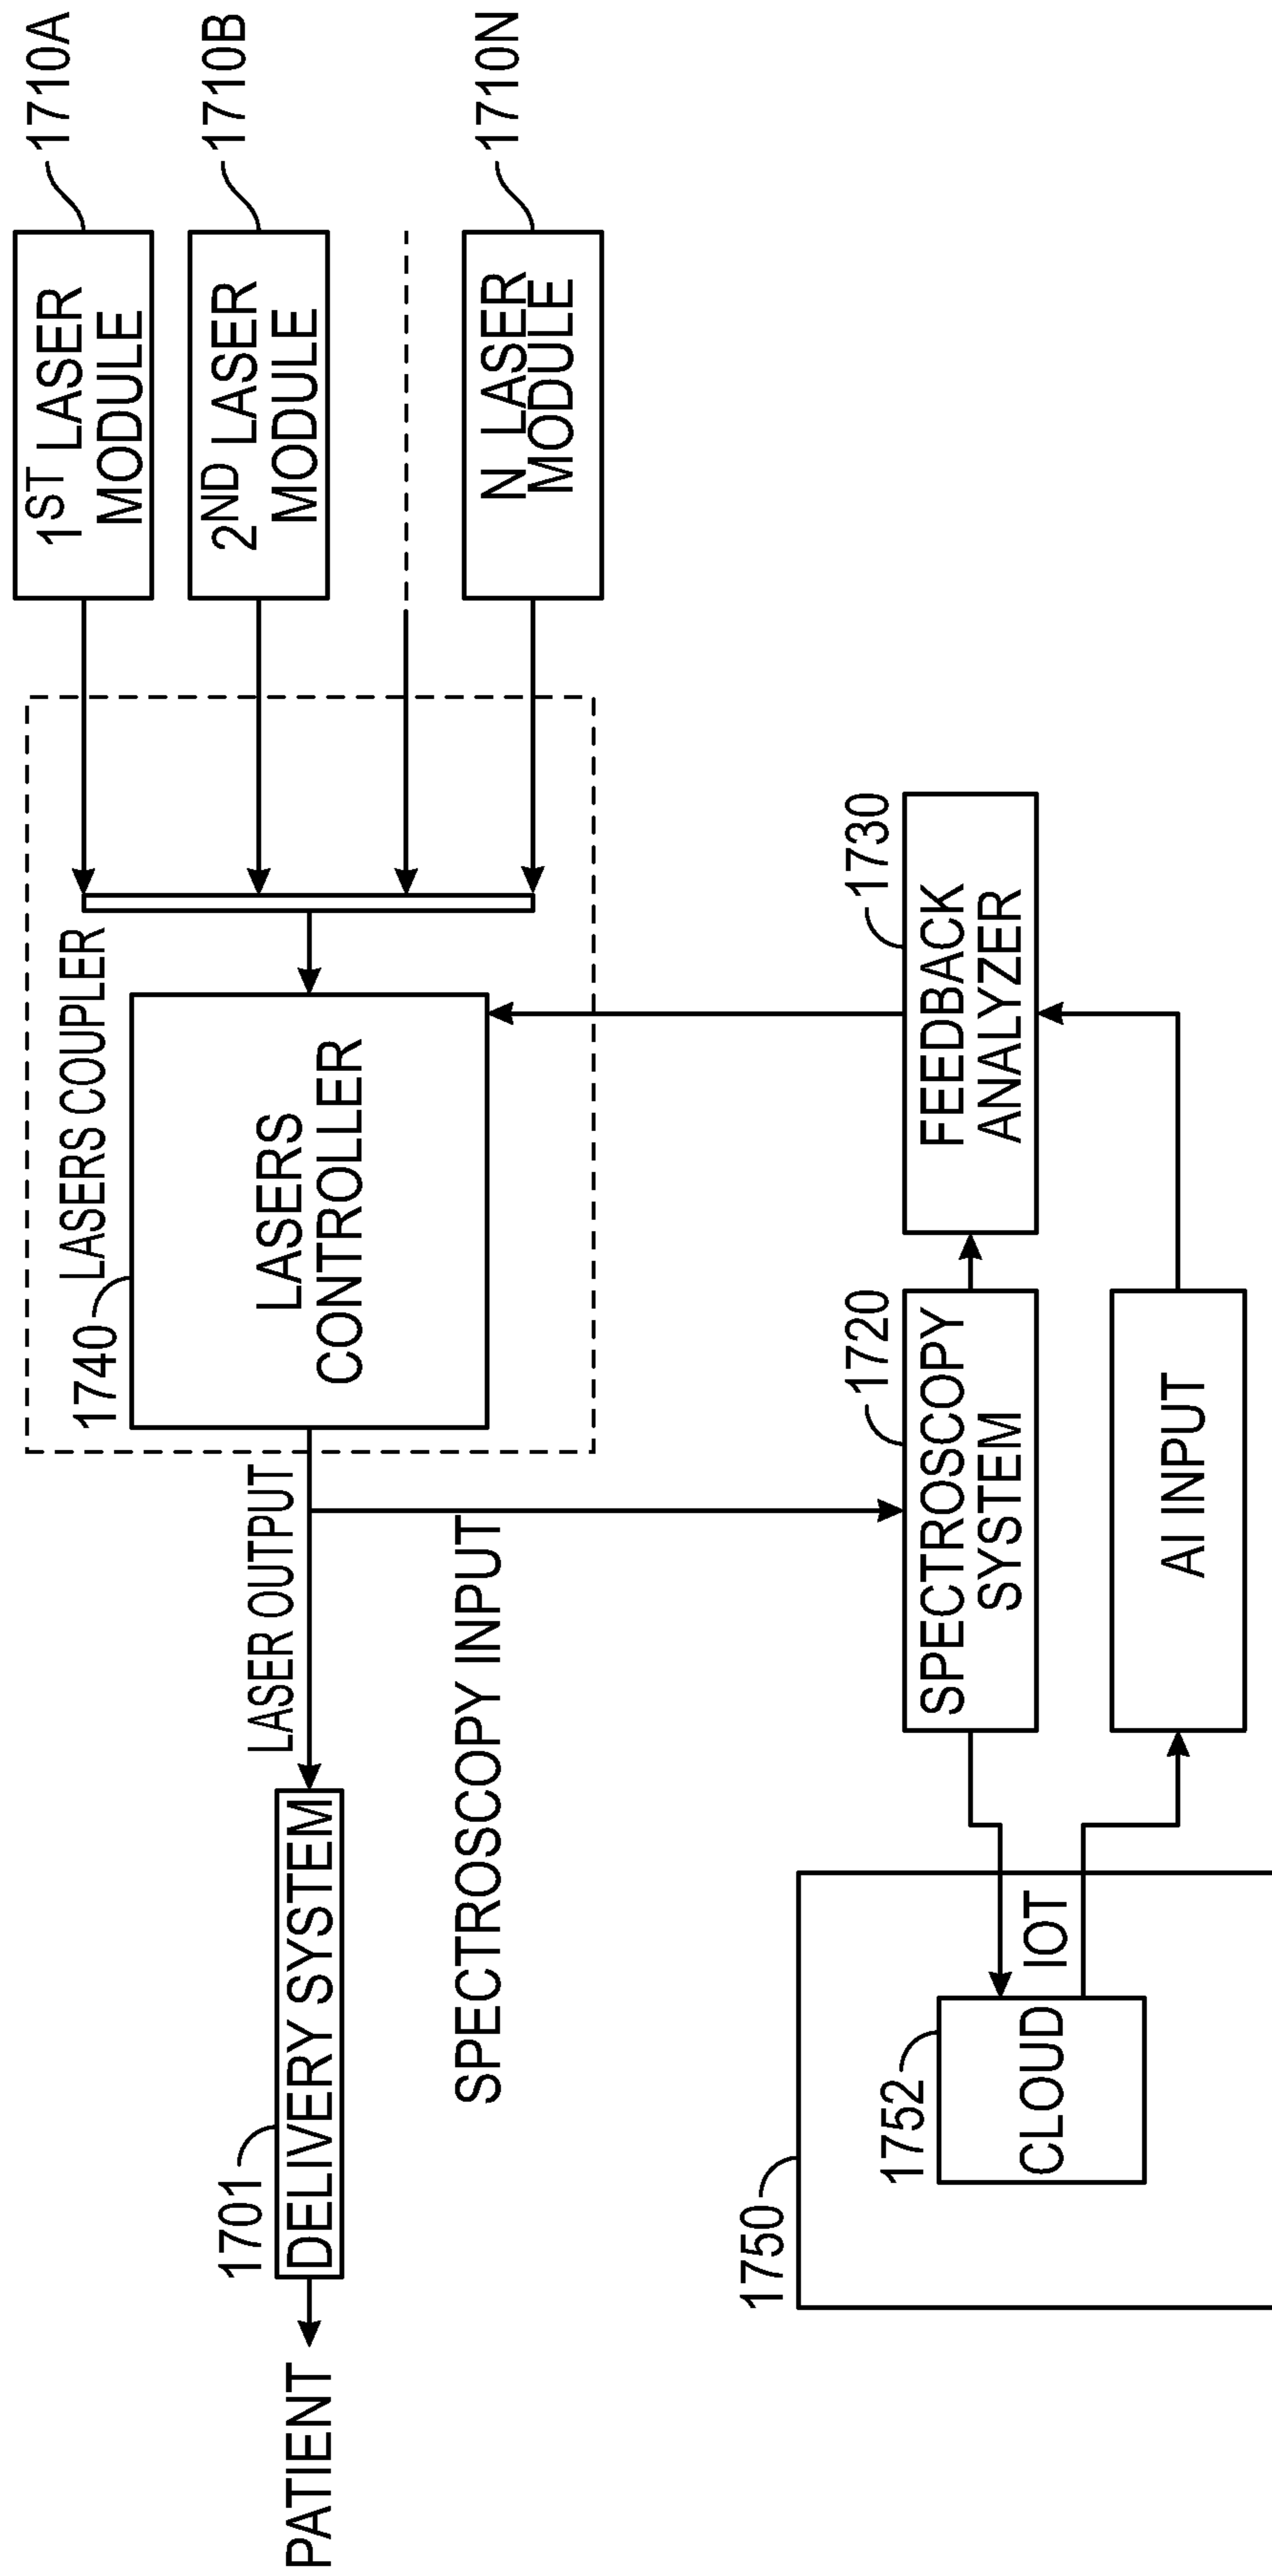 PATIENT
1701
DELIVERY SYSTEM
LASER OUTPUT
SPECTROSCOPY INPUT
1740
LASERS COUPLER
LASERS
CONTROLLER
1ST LASER
MODULE
1710A
2ND LASER
MODULE
1710B
N LASER
MODULE
1710N
1750
1752
CLOUD
IOT
1720
SPECTROSCOPY
SYSTEM
1730
FEEDBACK
ANALYZER
AI INPUT